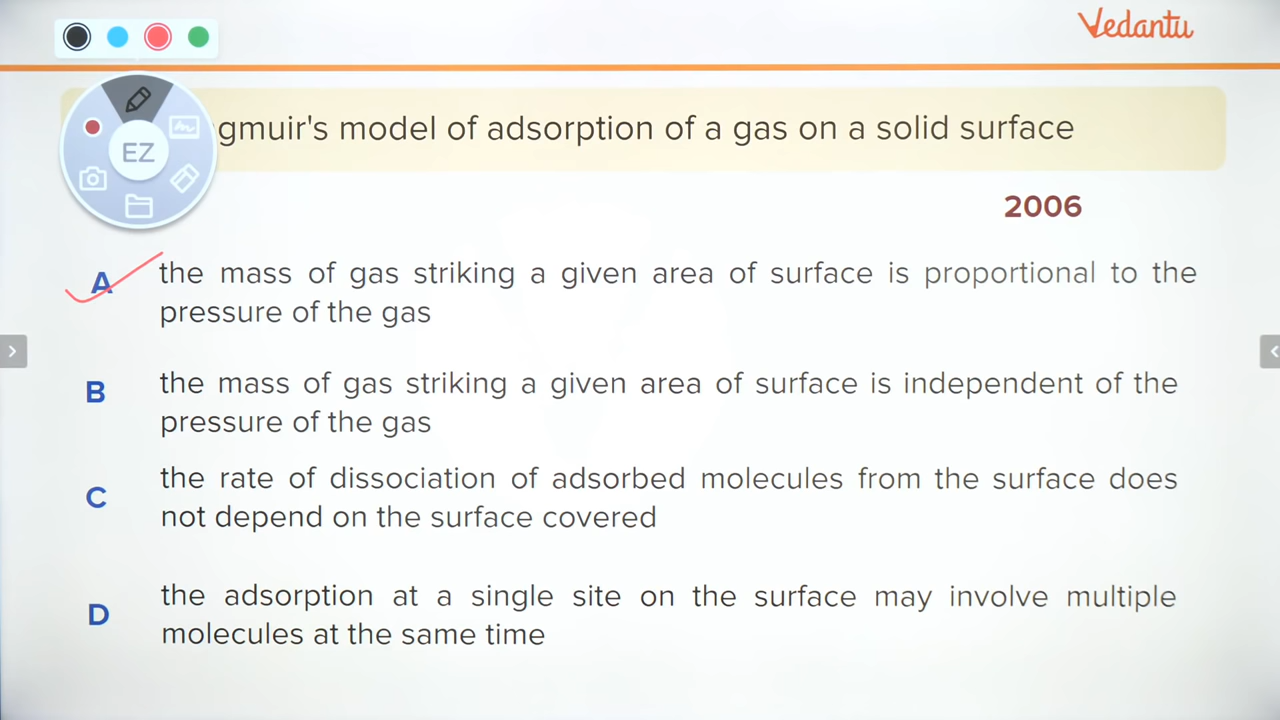 Vedantu
EZ
gmuir's model of adsorption of a gas on a solid surface
2006
A the mass of gas striking a given area of surface is proportional to the
pressure of the gas
B the mass of gas striking a given area of surface is independent of the
pressure of the gas
C the rate of dissociation of adsorbed molecules from the surface does
not depend on the surface covered
D the adsorption at a single site on the surface may involve multiple
molecules at the same time